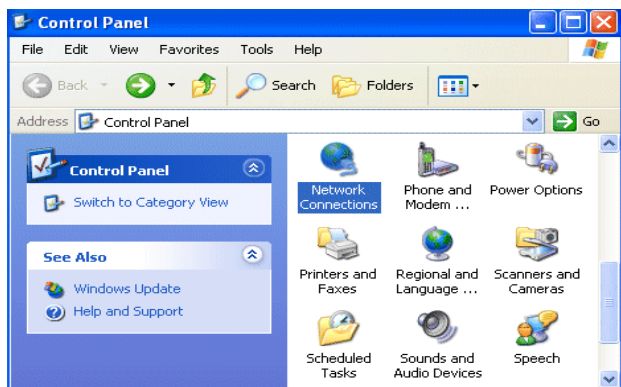 Control Panel
File Edit View Favorites Tools Help
Back Search Folders
Address Control Panel Go
Control Panel
Switch to Category View
See Also
Windows Update
Help and Support
Network Connections
Phone and Modem ...
Power Options
Printers and Faxes
Regional and Language ...
Scanners and Cameras
Scheduled Tasks
Sounds and Audio Devices
Speech